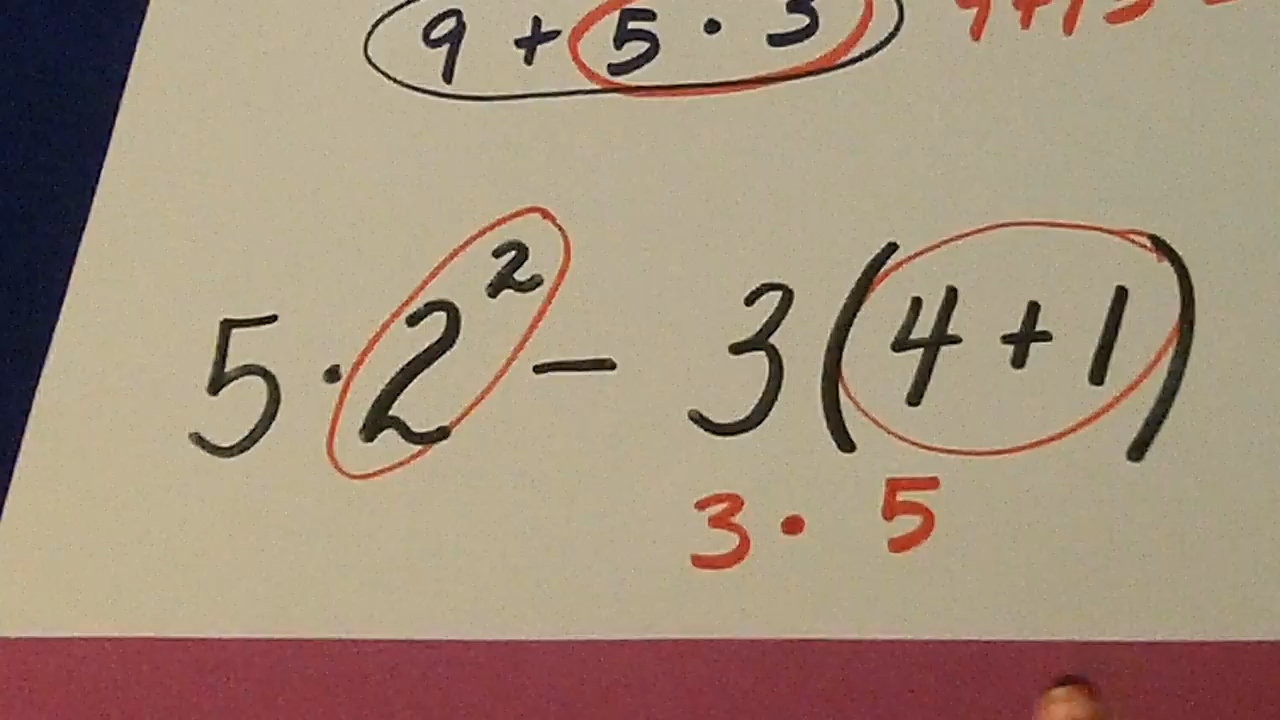 9 + 5 · 3
5 · 2² - 3(4 + 1)
3 · 5